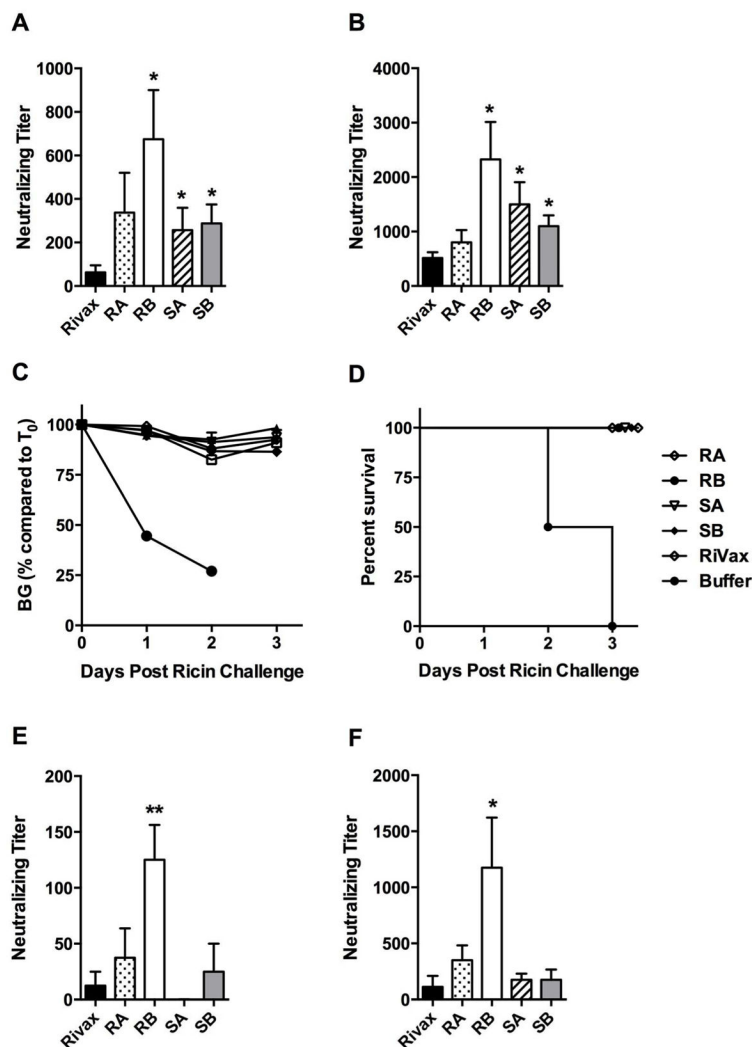 A
Neutralizing Titer
1000
800
600
400
200
0
*
*
*
Rivax
RA
RB
SA
SB
B
Neutralizing Titer
4000
3000
2000
1000
0
*
*
*
Rivax
RA
RB
SA
SB
C
BG (% compared to T0)
100
75
50
25
0
0 1 2 3
Days Post Ricin Challenge
D
Percent survival
100
75
50
25
0
0 1 2 3
Days Post Ricin Challenge
RA
RB
SA
SB
RiVax
Buffer
E
Neutralizing Titer
200
150
100
50
0
**
Rivax
RA
RB
SA
SB
F
Neutralizing Titer
2000
1500
1000
500
0
*
Rivax
RA
RB
SA
SB